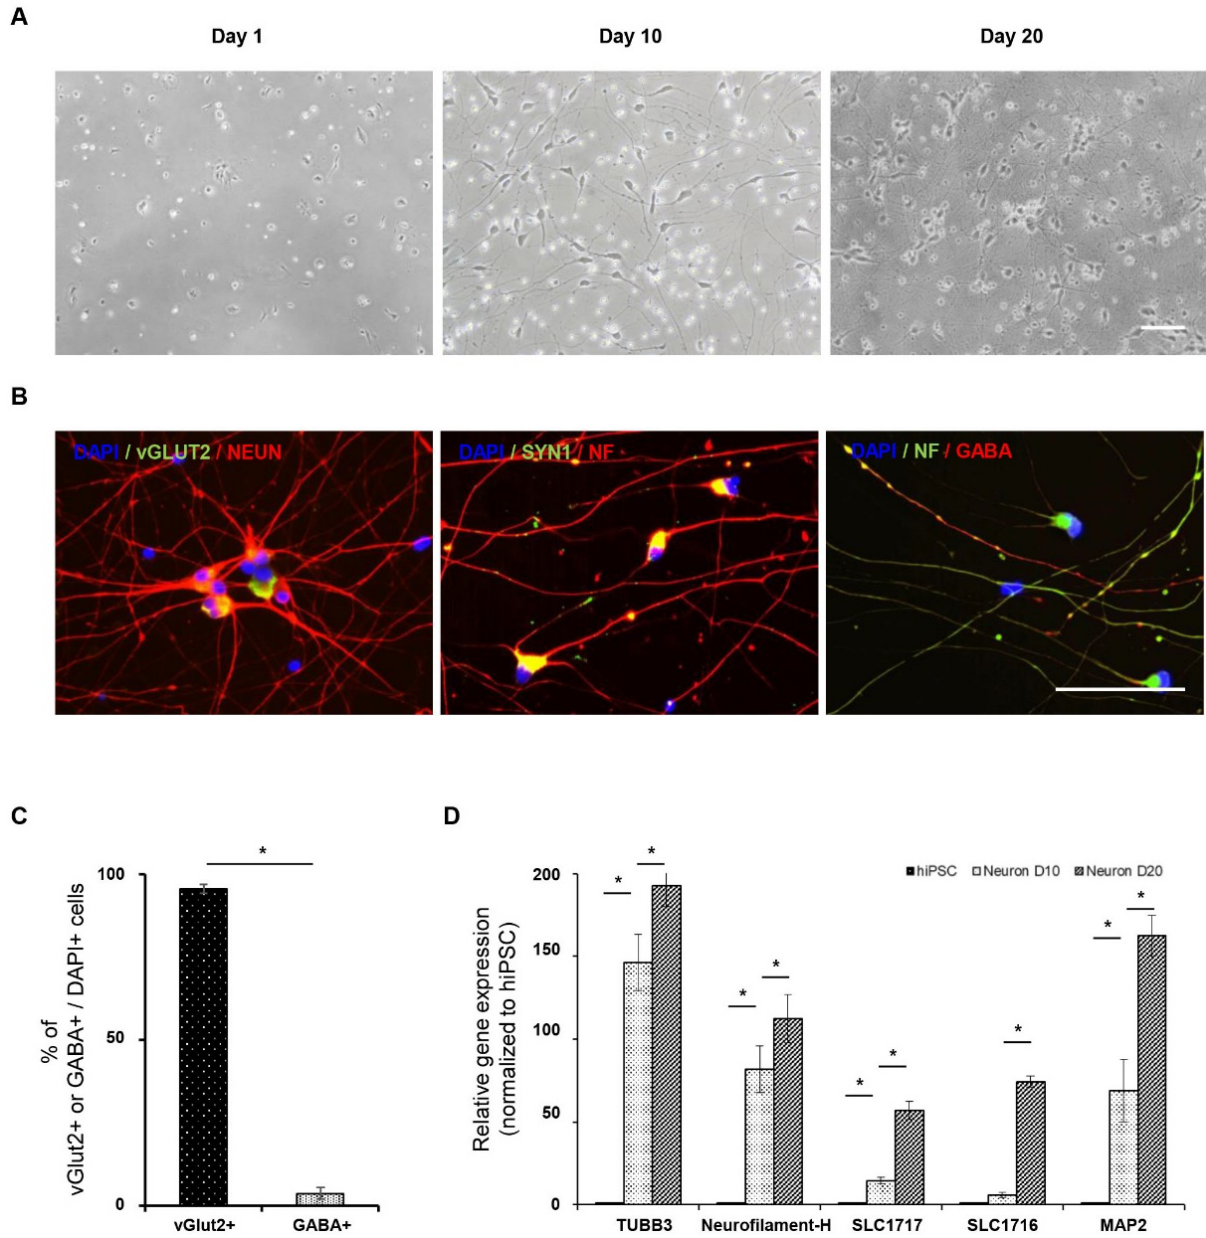 A
Day 1
Day 10
Day 20
B
DAPI / vGLUT2 / NEUN
DAPI / SYN1 / NF
DAPI / NF / GABA
C
% of
vGlut2+ or GABA+ / DAPI+ cells
100
50
0
*
vGlut2+
GABA+
D
Relative gene expression
(normalized to hiPSC)
200
150
100
50
0
hiPSC Neuron D10 Neuron D20
* *
* *
* *
*
* *
TUBB3 Neurofilament-H SLC1717 SLC1716 MAP2